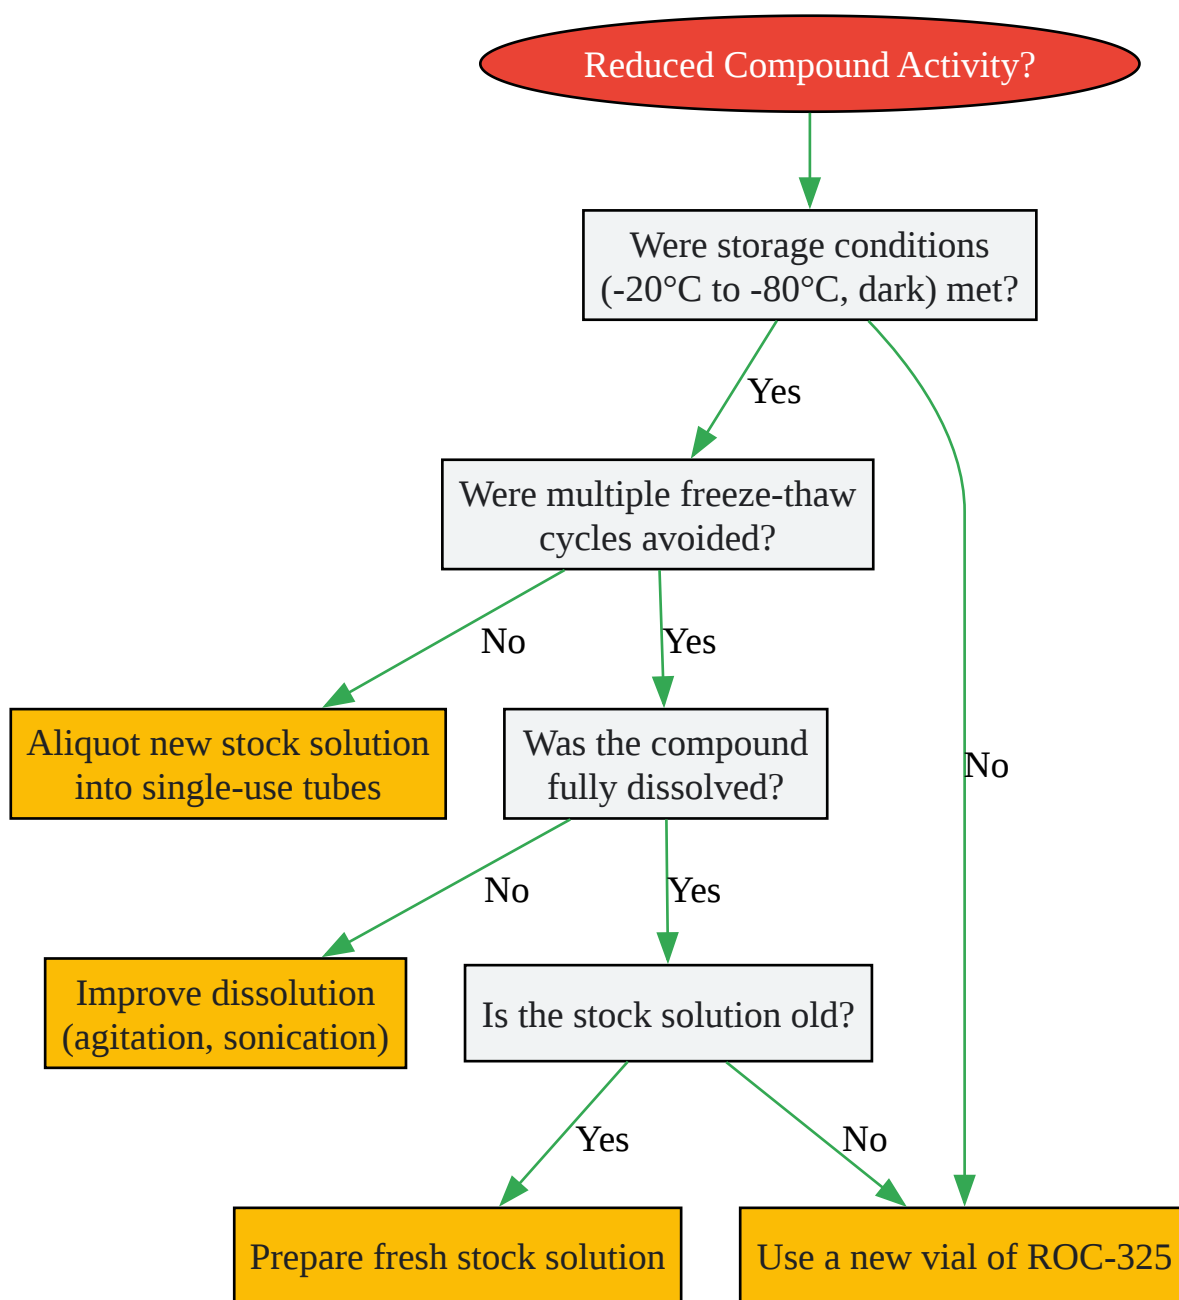 Reduced Compound Activity?
Were storage conditions
(-20°C to -80°C, dark) met?
Yes
Were multiple freeze-thaw
cycles avoided?
No
Yes
Aliquot new stock solution
into single-use tubes
Was the compound
fully dissolved?
No
No
Yes
Improve dissolution
(agitation, sonication)
Is the stock solution old?
Yes
No
Prepare fresh stock solution
Use a new vial of ROC-325